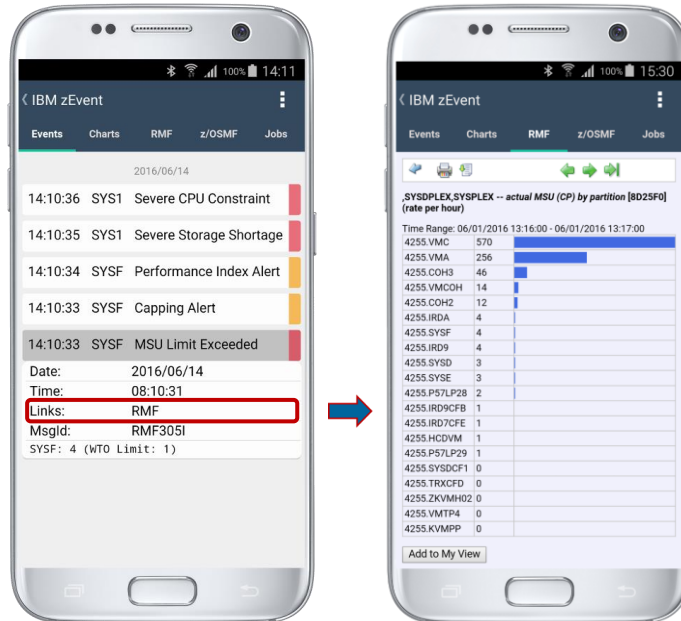 100% 14:11
IBM zEvent
Events Charts RMF z/OSMF Jobs
2016/06/14
14:10:36 SYS1 Severe CPU Constraint
14:10:35 SYS1 Severe Storage Shortage
14:10:34 SYSF Performance Index Alert
14:10:33 SYSF Capping Alert
14:10:33 SYSF MSU Limit Exceeded
Date: 2016/06/14
Time: 08:10:31
Links: RMF
MsgId: RMF305I
SYSF: 4 (WTO Limit: 1)
100% 15:30
IBM zEvent
Events Charts RMF z/OSMF Jobs
,SYSDPLEX,SYSPLEX -- actual MSU (CP) by partition [8D25F0]
(rate per hour)
Time Range: 06/01/2016 13:16:00 - 06/01/2016 13:17:00
4255.VMC 570
4255.VMA 256
4255.COH3 46
4255.VMCOH 14
4255.COH2 12
4255.IRDA 4
4255.SYSF 4
4255.IRD9 4
4255.SYSD 3
4255.SYSE 3
4255.P57LP28 2
4255.IRD9CFB 1
4255.IRD7CFE 1
4255.HCDVM 1
4255.P57LP29 1
4255.SYSDCF1 0
4255.TRXCFD 0
4255.ZKVMH02 0
4255.VMTP4 0
4255.KVMPP 0
Add to My View